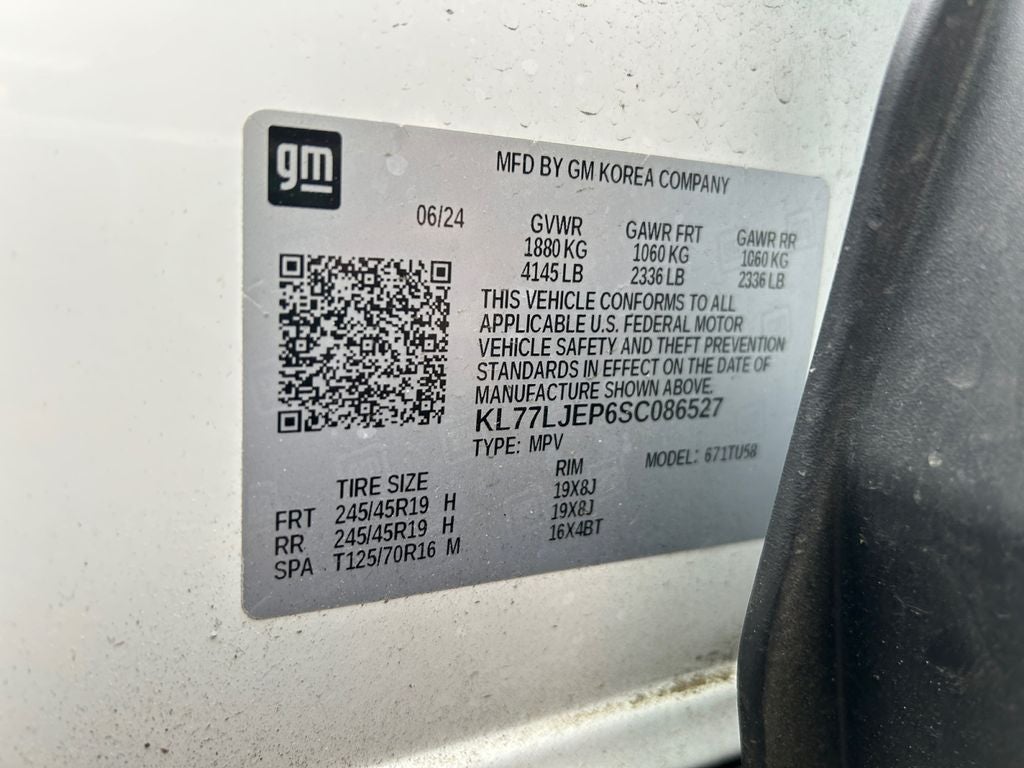 gm
MFD BY GM KOREA COMPANY
06/24
GVWR GAWR FRT GAWR RR
1880 KG 1060 KG 1060 KG
4145 LB 2336 LB 2336 LB
THIS VEHICLE CONFORMS TO ALL
APPLICABLE U.S. FEDERAL MOTOR
VEHICLE SAFETY AND THEFT PREVENTION
STANDARDS IN EFFECT ON THE DATE OF
MANUFACTURE SHOWN ABOVE.
KL77LJEP6SC086527
TYPE: MPV MODEL: 671TU58
TIRE SIZE RIM
FRT 245/45R19 H 19X8J
RR 245/45R19 H 19X8J
SPA T125/70R16 M 16X4BT